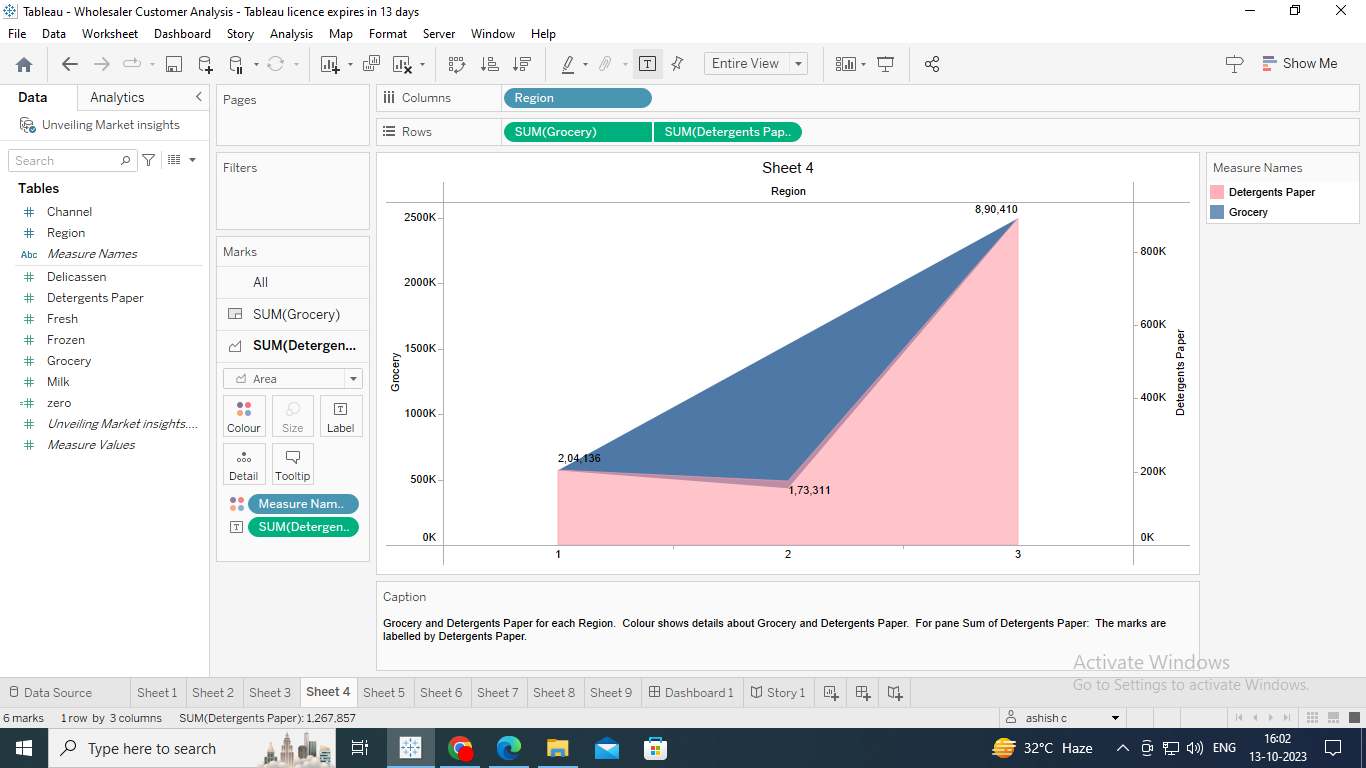 Tableau - Wholesaler Customer Analysis - Tableau licence expires in 13 days
File Data Worksheet Dashboard Story Analysis Map Format Server Window Help
Entire View
Show Me
Data Analytics
Unveiling Market insights
Search
Tables
Channel
Region
Abc Measure Names
Delicassen
Detergents Paper
Fresh
Frozen
Grocery
Milk
zero
Unveiling Market insights....
Measure Values
Pages
Filters
Marks
All
SUM(Grocery)
SUM(Detergen...
Area
Colour Size Label
Detail Tooltip
Measure Nam..
SUM(Detergen..
Columns Region
Rows SUM(Grocery) SUM(Detergents Pap..
Sheet 4
Region
Grocery
2500K
2000K
1500K
1000K
500K
0K
8,90,410
2,04,136
1,73,311
1 2 3
800K
600K
400K
200K
0K
Detergents Paper
Measure Names
Detergents Paper
Grocery
Caption
Grocery and Detergents Paper for each Region. Colour shows details about Grocery and Detergents Paper. For pane Sum of Detergents Paper: The marks are
labelled by Detergents Paper.
Activate Windows
Go to Settings to activate Windows.
Data Source Sheet 1 Sheet 2 Sheet 3 Sheet 4 Sheet 5 Sheet 6 Sheet 7 Sheet 8 Sheet 9 Dashboard 1 Story 1
6 marks 1 row by 3 columns SUM(Detergents Paper): 1,267,857
ashish c
Type here to search
32°C Haze
ENG
16:02
13-10-2023